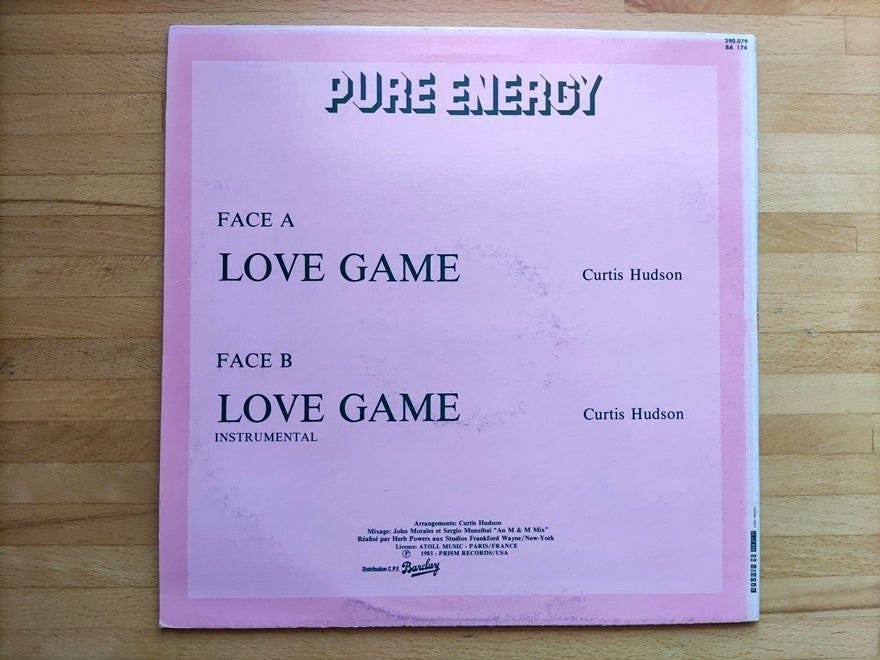 290.079
BA 174
PURE ENERGY
FACE A
LOVE GAME Curtis Hudson
FACE B
LOVE GAME Curtis Hudson
INSTRUMENTAL
Arrangements: Curtis Hudson
Mixage: John Morales et Sergio Munzibai "An M & M Mix"
Réalisé par Herb Powers aux Studios Frankford Wayne/New-York
Licence: ATOLL MUSIC - PARIS/FRANCE
Ⓟ 1983 - PRISM RECORDS/USA
Distribution C.P.F. Barclay